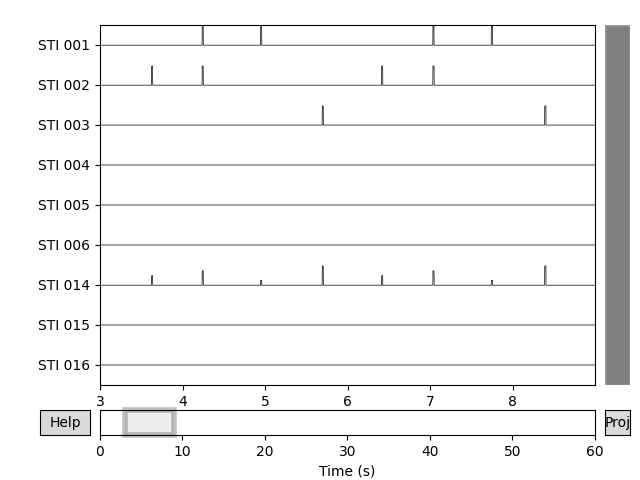 STI 001
STI 002
STI 003
STI 004
STI 005
STI 006
STI 014
STI 015
STI 016
3 4 5 6 7 8
Help
Proj
0 10 20 30 40 50 60
Time (s)